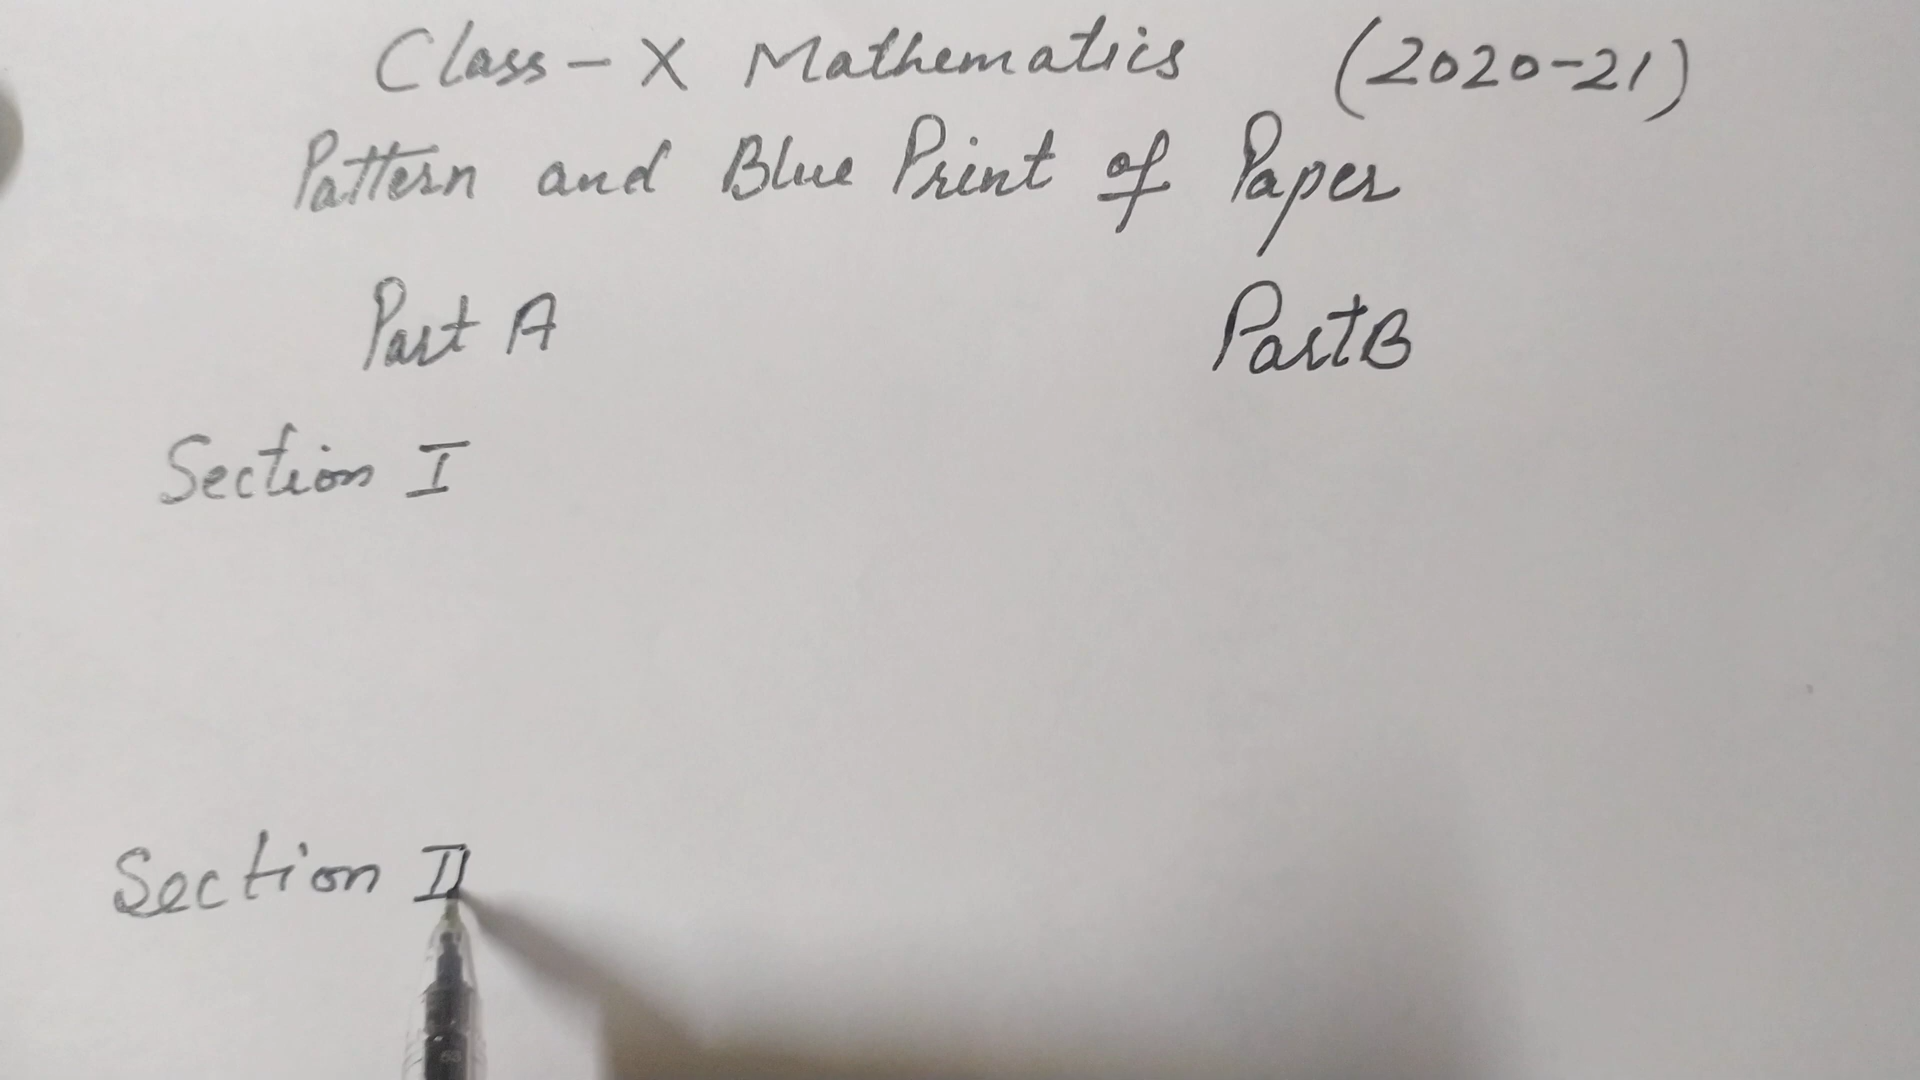 Class - X Mathematics (2020-21)
Pattern and Blue Print of Paper
Part A Part B
Section I
Section II